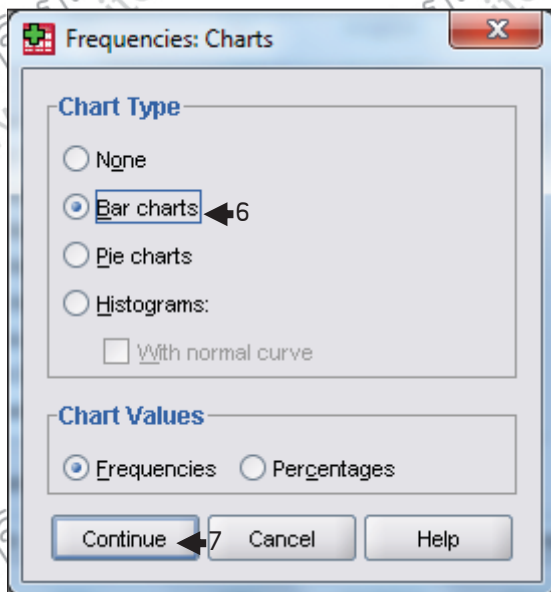 Frequencies: Charts
Chart Type
None
Bar charts 6
Pie charts
Histograms:
With normal curve
Chart Values
Frequencies Percentages
Continue 7 Cancel Help